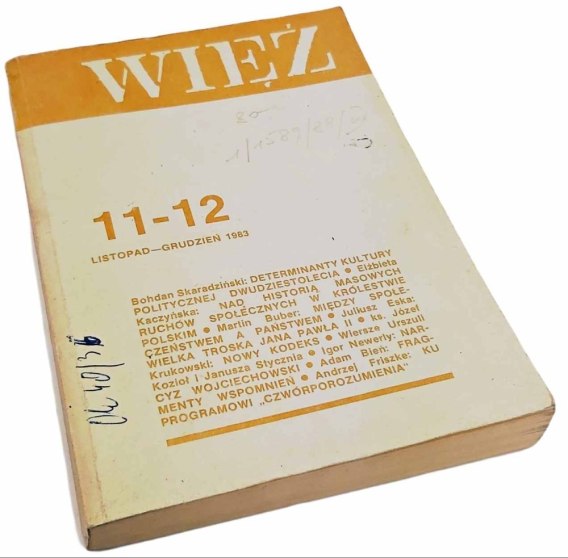 WIĘŹ
80
11-12
LISTOPAD—GRUDZIEŃ 1983
Bohdan Skaradziński: DETERMINANTY KULTURY
POLITYCZNEJ DWUDZIESTOLECIA • Elżbieta
Kaczyńska: NAD HISTORIĄ MASOWYCH
RUCHÓW SPOŁECZNYCH W KRÓLESTWIE
POLSKIM • Martin Buber: MIĘDZY SPOŁE-
CZEŃSTWEM A PAŃSTWEM • Juliusz Eska:
WIELKA TROSKA JANA PAWŁA II • ks. Józef
Krukowski: NOWY KODEKS • Wiersze Urszuli
Kozioł i Janusza Stycznia • Igor Newerly: NAR-
CYZ WOJCIECHOWSKI • Adam Bień: FRAG-
MENTY WSPOMNIEŃ • Andrzej Friszke: KU
PROGRAMOWI „CZWÓRPOROZUMIENIA"